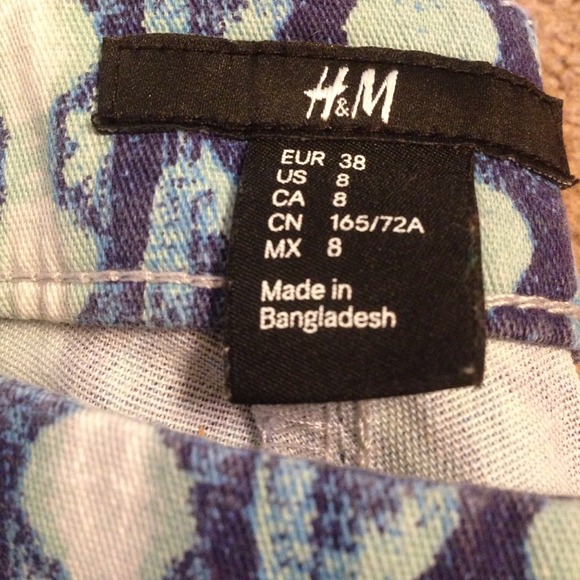 H&M
EUR 38
US 8
CA 8
CN 165/72A
MX 8
Made in
Bangladesh